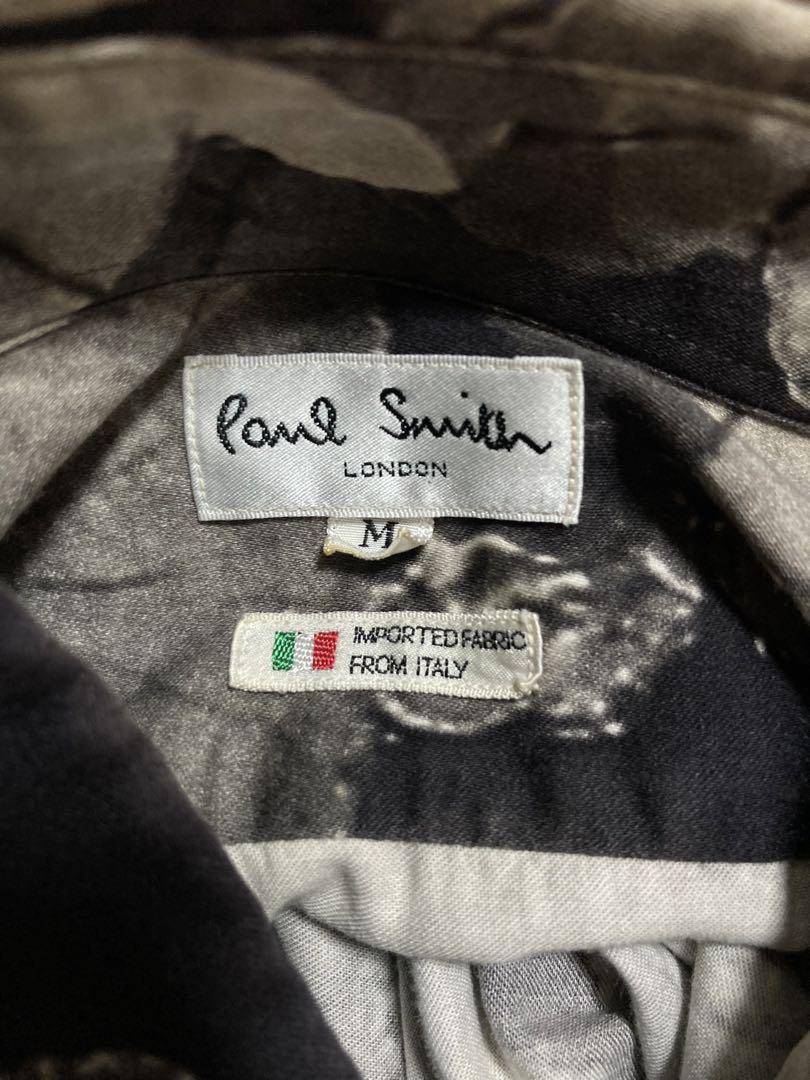 Paul Smith
LONDON
M
IMPORTED FABRIC
FROM ITALY